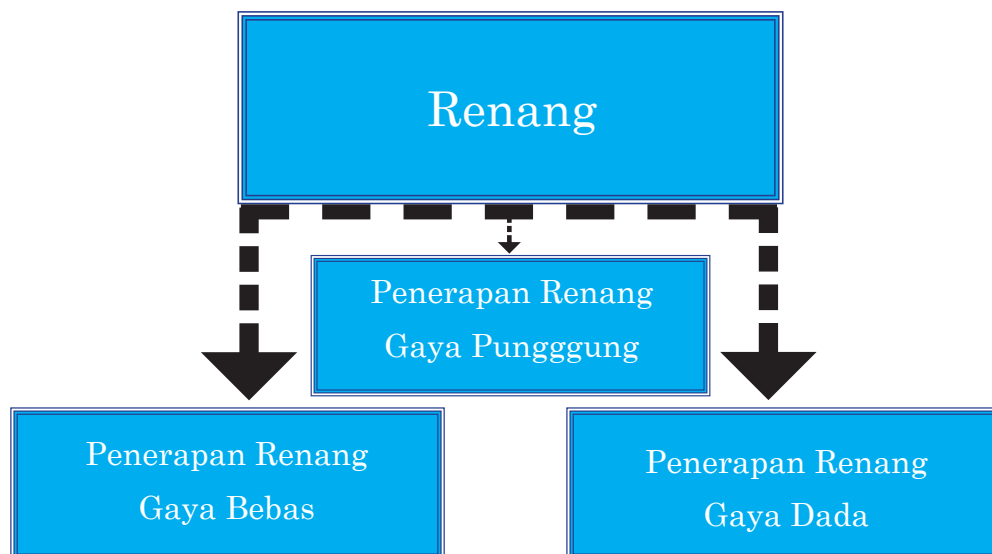 Renang
Penerapan Renang
Gaya Pungggung
Penerapan Renang
Gaya Bebas
Penerapan Renang
Gaya Dada